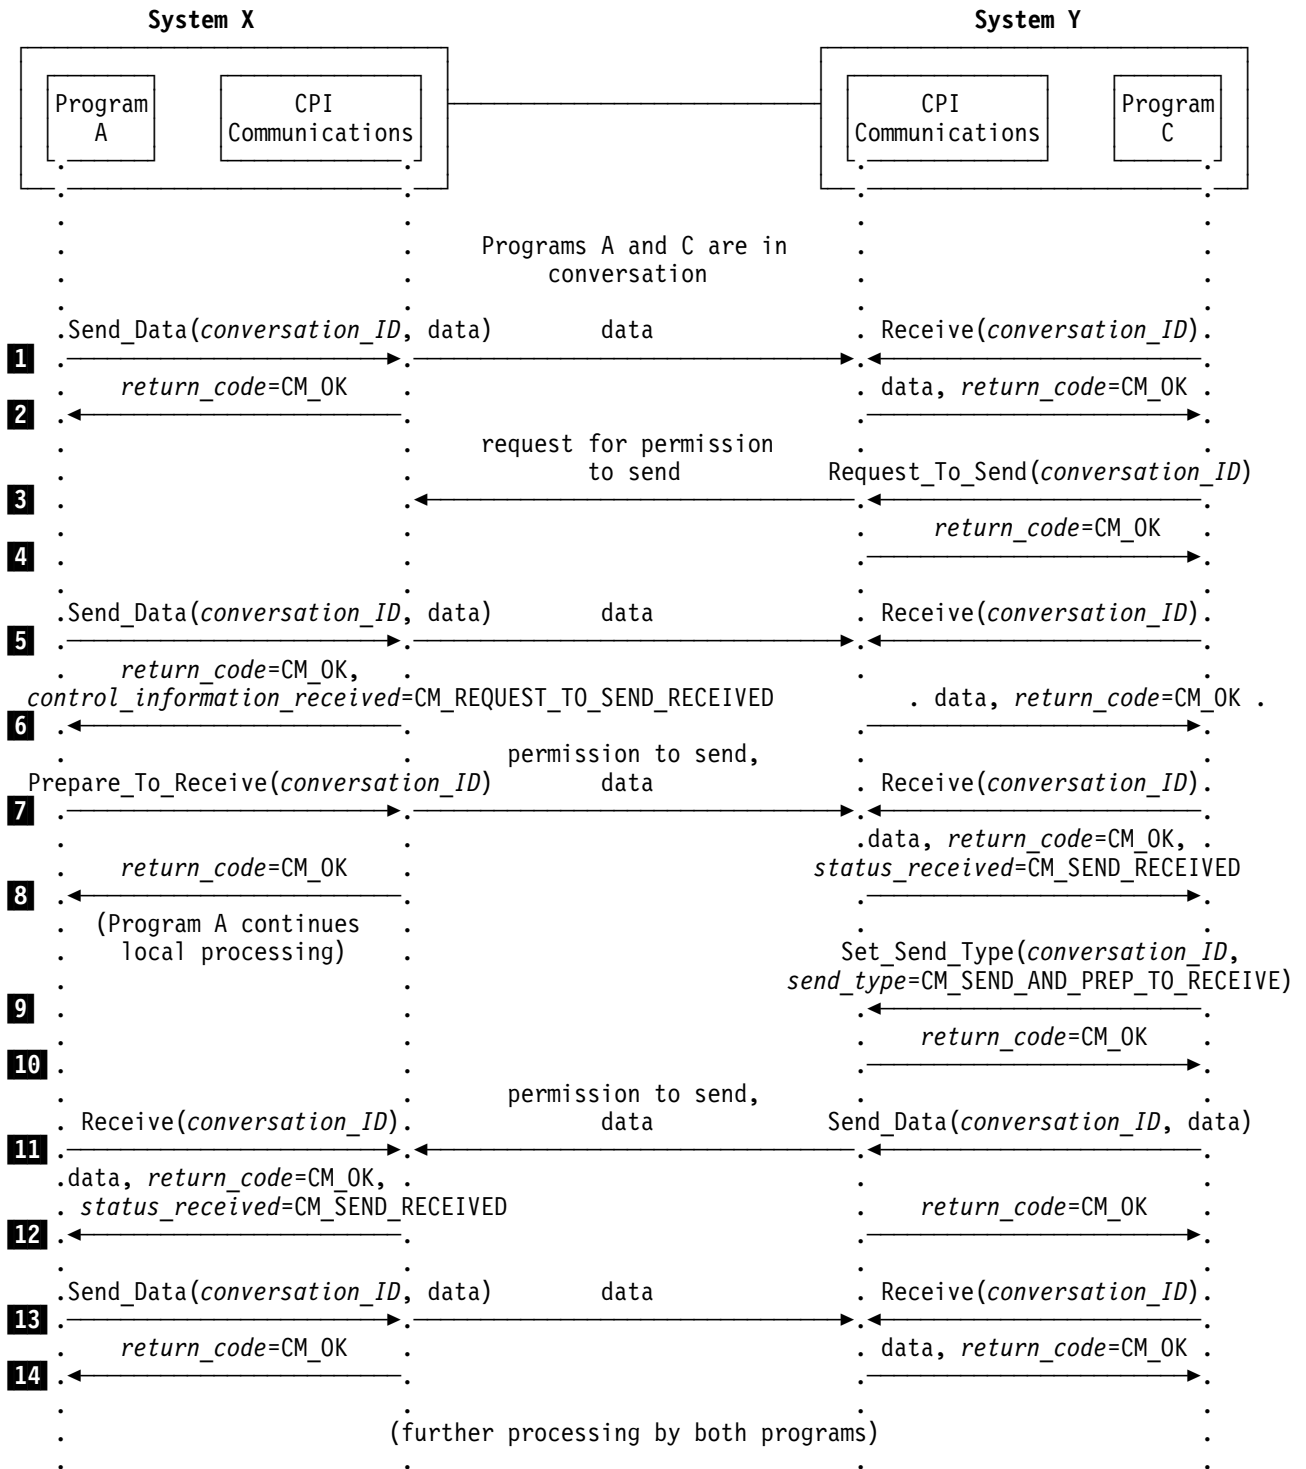 System X System Y
Program CPI CPI Program
A Communications Communications C
Programs A and C are in
conversation
Send_Data(conversation_ID, data) data Receive(conversation_ID)
1
return_code=CM_OK data, return_code=CM_OK
2
request for permission
to send Request_To_Send(conversation_ID)
3
return_code=CM_OK
4
Send_Data(conversation_ID, data) data Receive(conversation_ID)
5
return_code=CM_OK,
control_information_received=CM_REQUEST_TO_SEND_RECEIVED . data, return_code=CM_OK .
6
permission to send,
Prepare_To_Receive(conversation_ID) data Receive(conversation_ID)
7
data, return_code=CM_OK,
return_code=CM_OK status_received=CM_SEND_RECEIVED
8
(Program A continues
local processing) Set_Send_Type(conversation_ID,
send_type=CM_SEND_AND_PREP_TO_RECEIVE)
9
return_code=CM_OK
10
permission to send,
Receive(conversation_ID) data Send_Data(conversation_ID, data)
11
data, return_code=CM_OK,
status_received=CM_SEND_RECEIVED return_code=CM_OK
12
Send_Data(conversation_ID, data) data Receive(conversation_ID)
13
return_code=CM_OK data, return_code=CM_OK
14
(further processing by both programs)